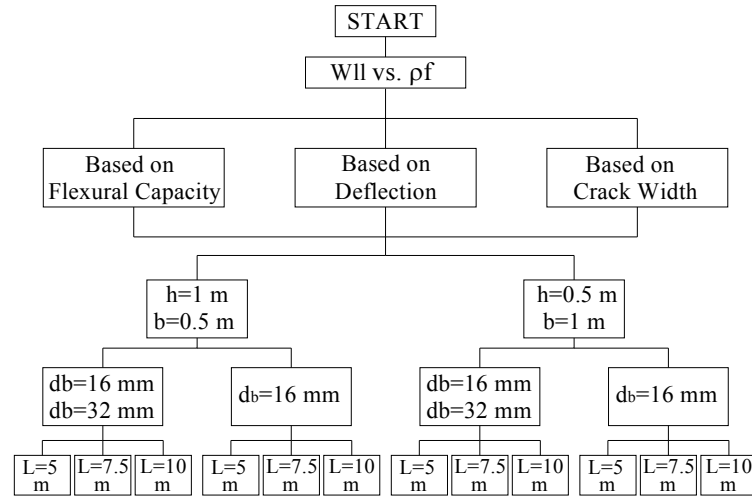 START
Wll vs. ρf
Based on
Flexural Capacity
Based on
Deflection
Based on
Crack Width
h=1 m
b=0.5 m
h=0.5 m
b=1 m
db=16 mm
db=32 mm
db=16 mm
db=16 mm
db=32 mm
db=16 mm
L=5
m
L=7.5
m
L=10
m
L=5
m
L=7.5
m
L=10
m
L=5
m
L=7.5
m
L=10
m
L=5
m
L=7.5
m
L=10
m